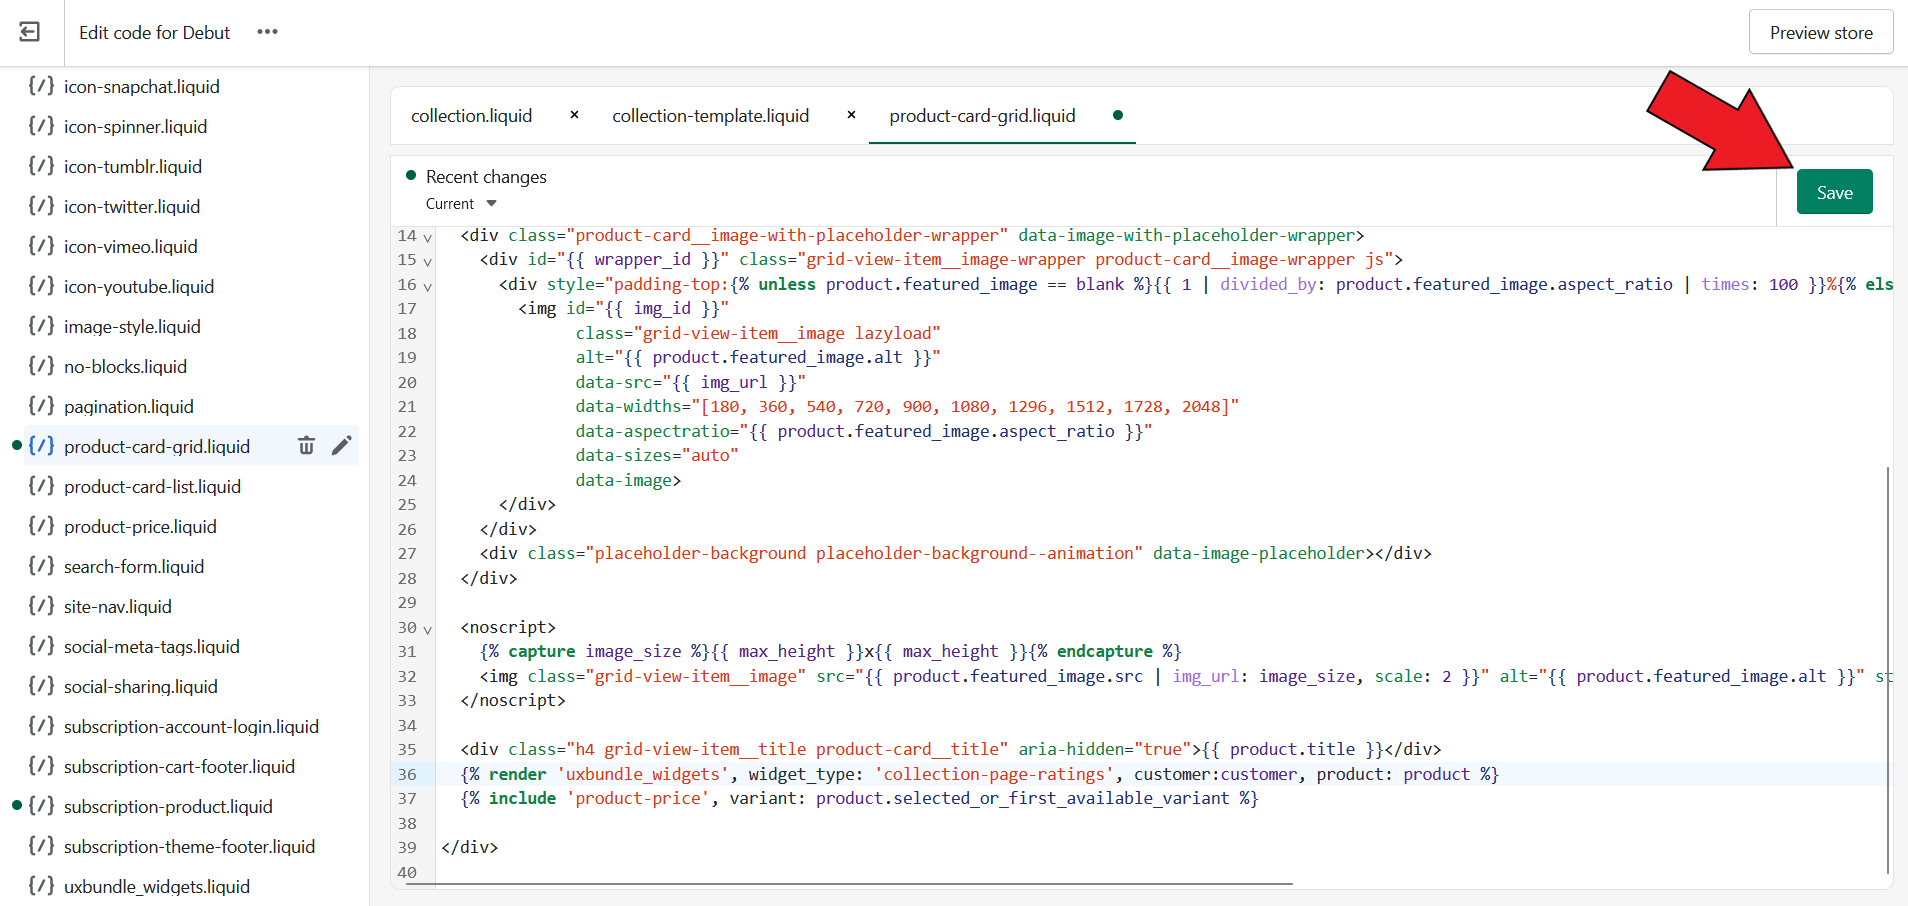 Edit code for Debut
Preview store
icon-snapchat.liquid
icon-spinner.liquid
icon-tumblr.liquid
icon-twitter.liquid
icon-vimeo.liquid
icon-youtube.liquid
image-style.liquid
no-blocks.liquid
pagination.liquid
product-card-grid.liquid
product-card-list.liquid
product-price.liquid
search-form.liquid
site-nav.liquid
social-meta-tags.liquid
social-sharing.liquid
subscription-account-login.liquid
subscription-cart-footer.liquid
subscription-product.liquid
subscription-theme-footer.liquid
uxbundle_widgets.liquid
collection.liquid × collection-template.liquid × product-card-grid.liquid
Recent changes
Current
Save
14 <div class="product-card__image-with-placeholder-wrapper" data-image-with-placeholder-wrapper>
15 <div id="{{ wrapper_id }}" class="grid-view-item__image-wrapper product-card__image-wrapper js">
16 <div style="padding-top:{% unless product.featured_image == blank %}{{ 1 | divided_by: product.featured_image.aspect_ratio | times: 100 }}%{% els
17 <img id="{{ img_id }}"
18 class="grid-view-item__image lazyload"
19 alt="{{ product.featured_image.alt }}"
20 data-src="{{ img_url }}"
21 data-widths="[180, 360, 540, 720, 900, 1080, 1296, 1512, 1728, 2048]"
22 data-aspectratio="{{ product.featured_image.aspect_ratio }}"
23 data-sizes="auto"
24 data-image>
25 </div>
26 </div>
27 <div class="placeholder-background placeholder-background--animation" data-image-placeholder></div>
28 </div>
29
30 <noscript>
31 {% capture image_size %}{{ max_height }}x{{ max_height }}{% endcapture %}
32 <img class="grid-view-item__image" src="{{ product.featured_image.src | img_url: image_size, scale: 2 }}" alt="{{ product.featured_image.alt }}" st
33 </noscript>
34
35 <div class="h4 grid-view-item__title product-card__title" aria-hidden="true">{{ product.title }}</div>
36 {% render 'uxbundle_widgets', widget_type: 'collection-page-ratings', customer:customer, product: product %}
37 {% include 'product-price', variant: product.selected_or_first_available_variant %}
38
39 </div>
40